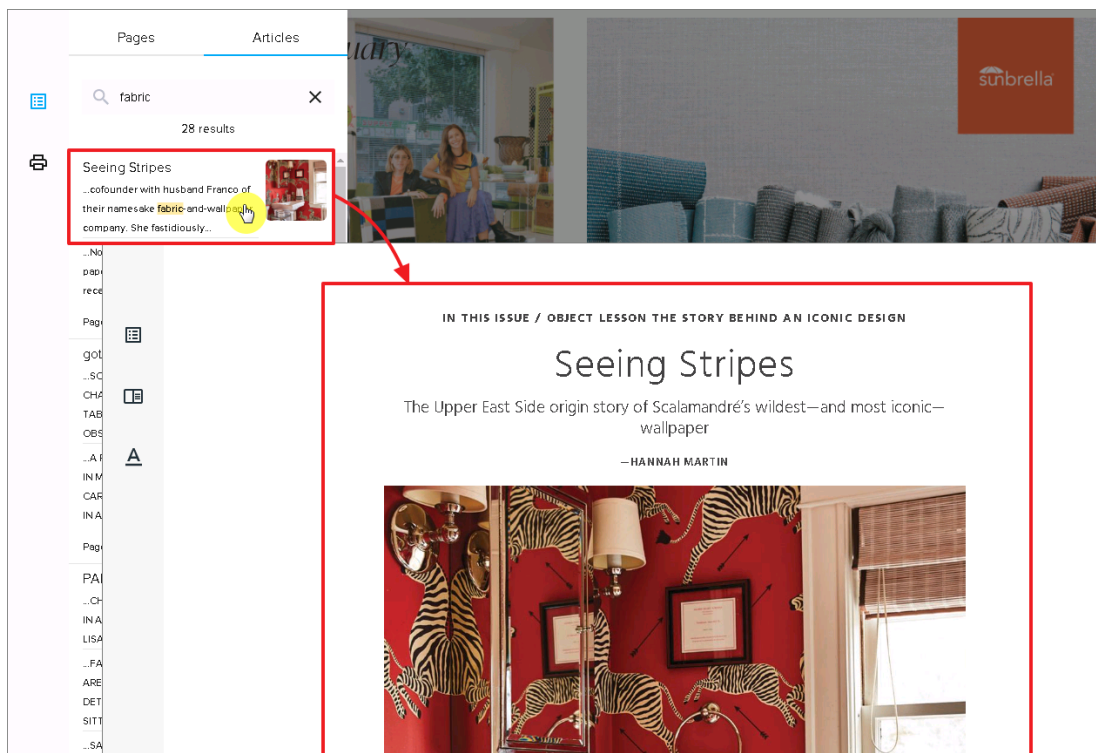 Pages
Articles
fabric
28 results
Seeing Stripes
...cofounder with husband Franco of
their namesake fabric-and-wallpaper
company. She fastidiously...
...No
pap
rece
Pag
got
...SC
CHA
TAB
OBS
...A
IN M
CAR
IN A
Pag
PA
...CH
IN A
LISA
...FA
ARE
DET
SITT
...SA
uary
sunbrella
IN THIS ISSUE / OBJECT LESSON THE STORY BEHIND AN ICONIC DESIGN
Seeing Stripes
The Upper East Side origin story of Scalamandré’s wildest—and most iconic—
wallpaper
—HANNAH MARTIN
A